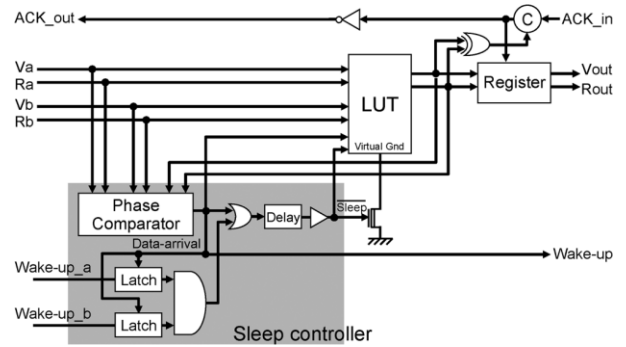 ACK_out
C
ACK_in
Va
Ra
Vb
Rb
LUT
Virtual Gnd
Register
Vout
Rout
Phase
Comparator
Delay
Sleep
Data-arrival
Wake-up
Wake-up_a
Latch
Wake-up_b
Latch
Sleep controller